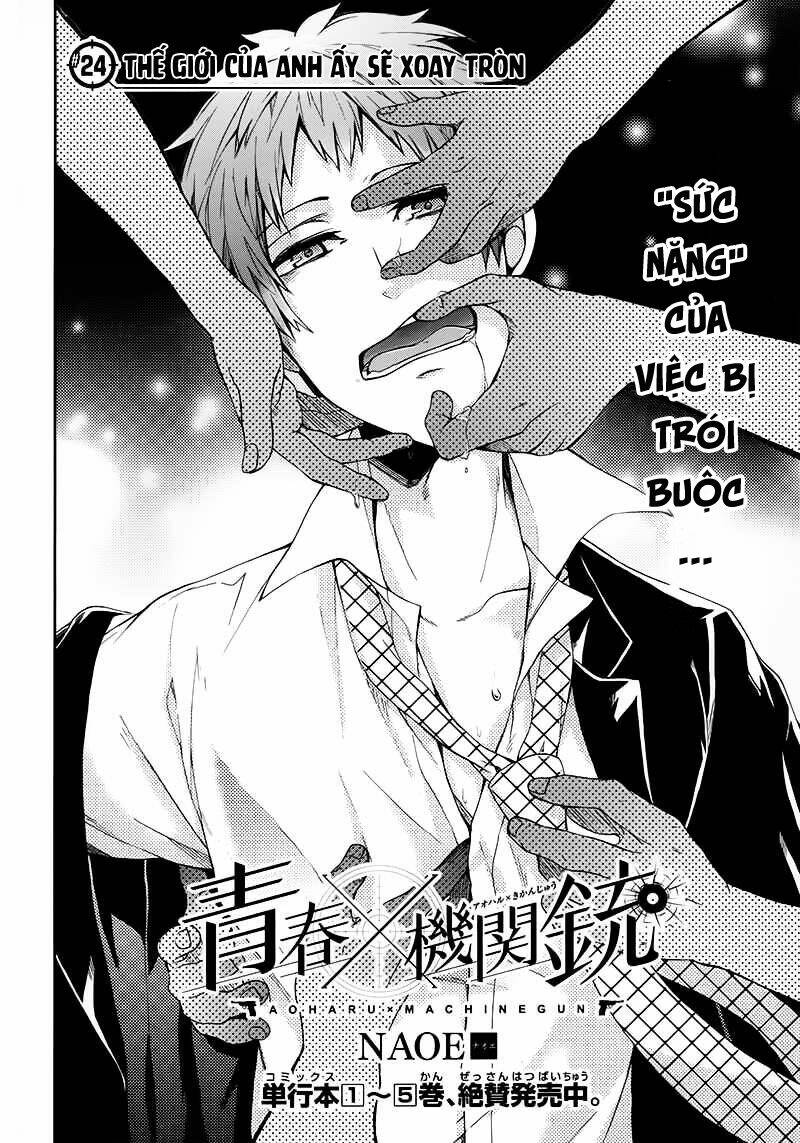 #24 THẾ GIỚI CỦA ANH ẤY SẼ XOAY TRÒN
"SỨC
NẶNG"
CỦA
VIỆC BỊ
TRÓI
BUỘC
...
アオハル×きかんじゅう
青春×機関銃
AOHARU×MACHINEGUN
NAOE ナオエ
コミックス かん ぜっさんはつばいちゅう
単行本1～5巻、絶賛発売中。